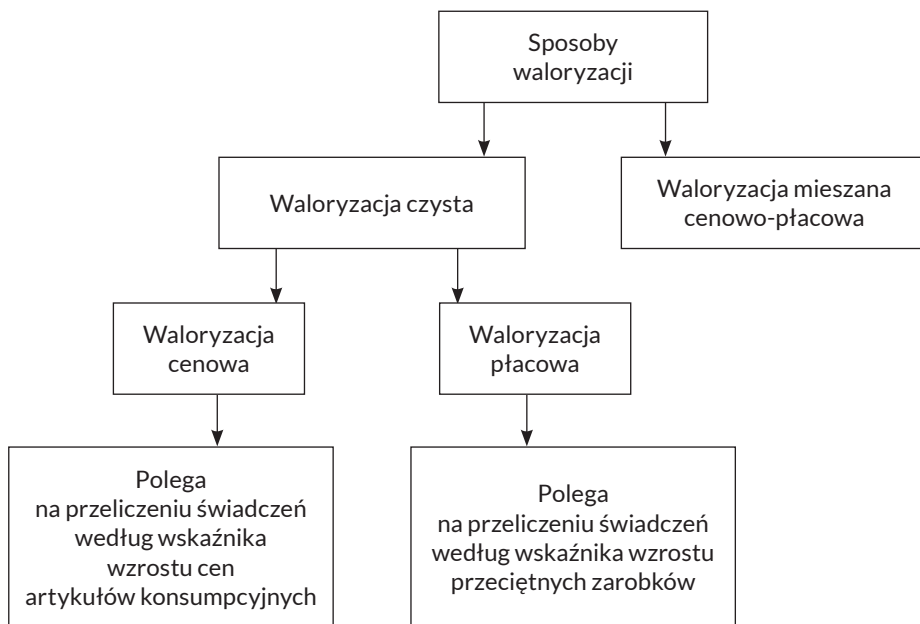 Sposoby
waloryzacji
Waloryzacja czysta
Waloryzacja mieszana
cenowo-płacowa
Waloryzacja
cenowa
Waloryzacja
płacowa
Polega
na przeliczeniu świadczeń
według wskaźnika
wzrostu cen
artykułów konsumpcyjnych
Polega
na przeliczeniu świadczeń
według wskaźnika wzrostu
przeciętnych zarobków